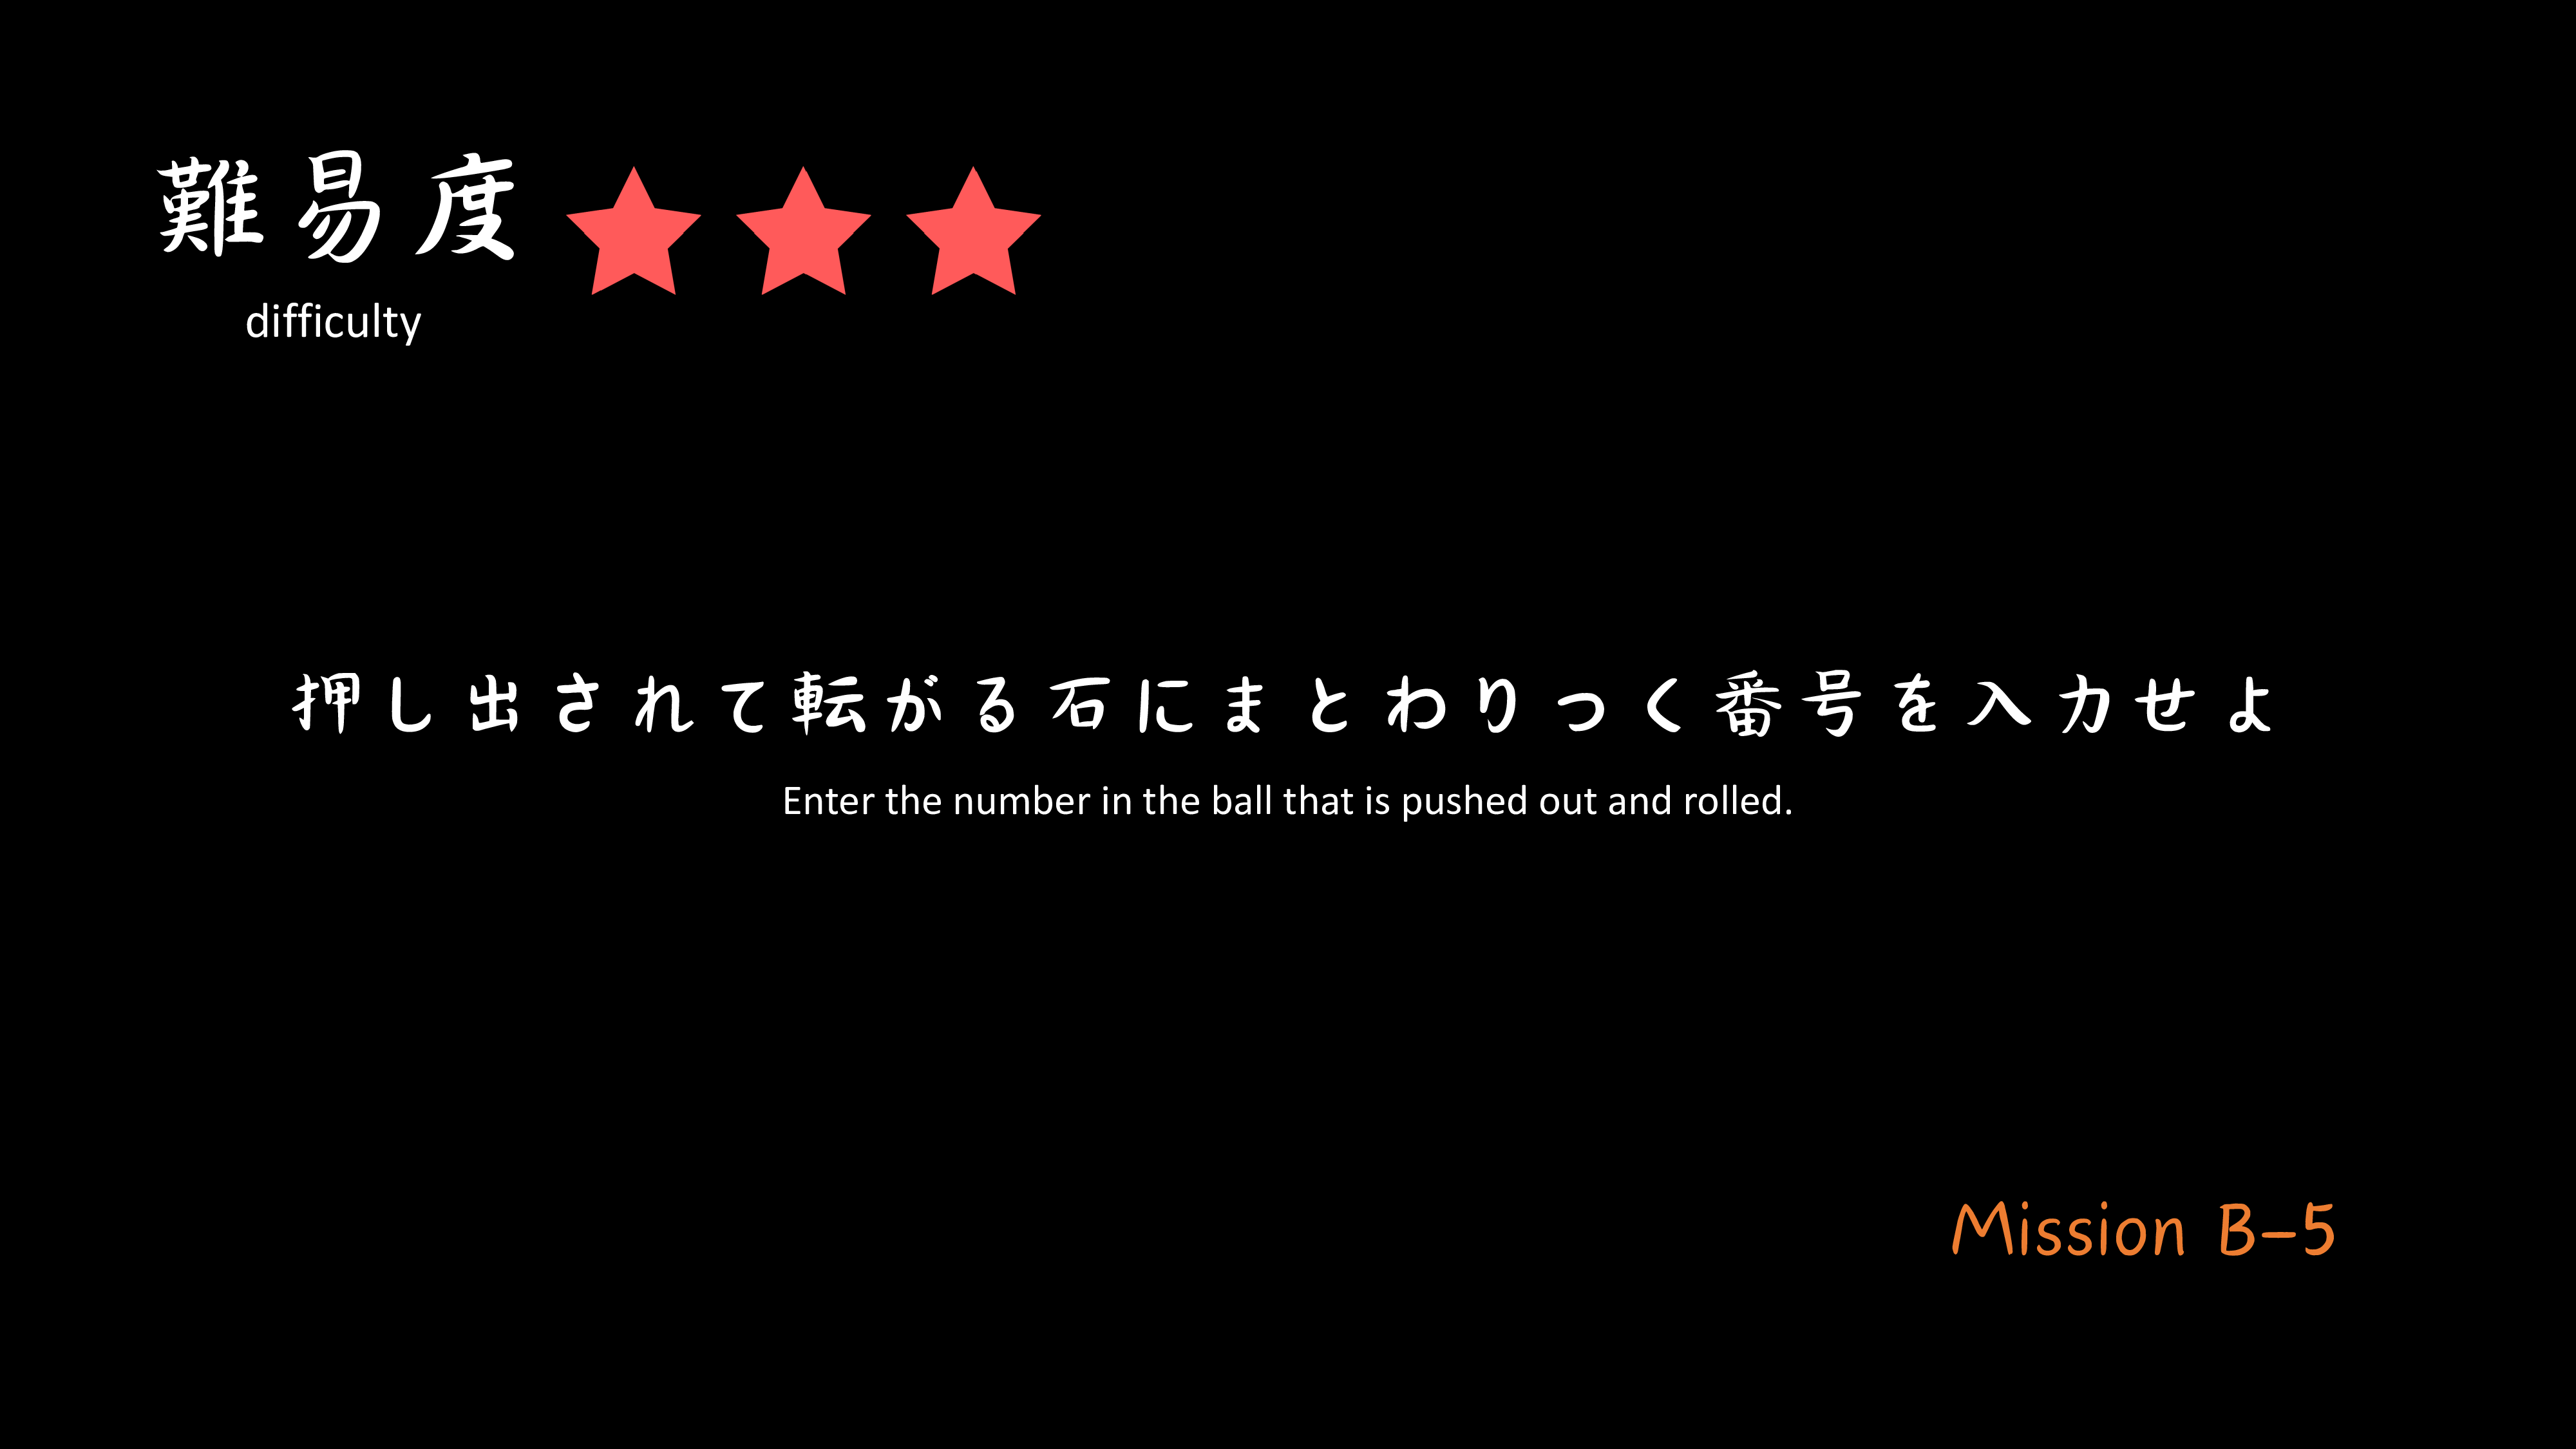 難易度
difficulty
押し出されて転がる石にまとわりつく番号を入力せよ
Enter the number in the ball that is pushed out and rolled.
Mission B-5